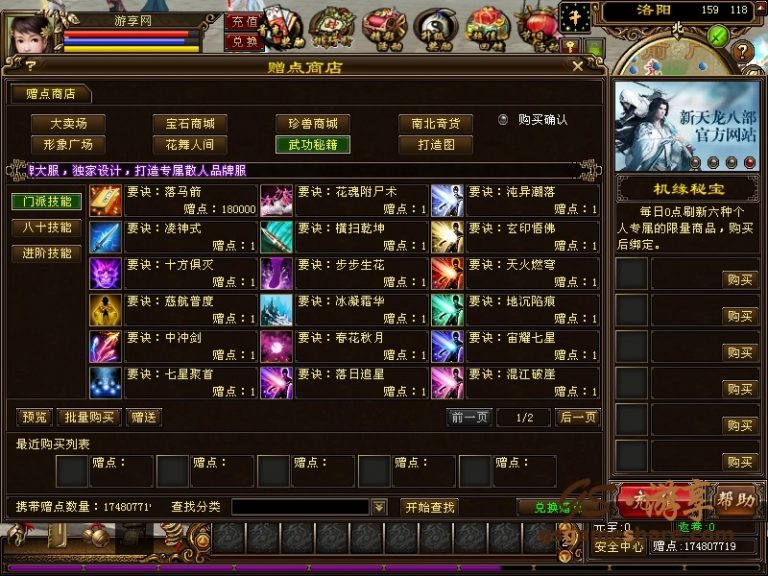 游享网
充值
兑换
洛阳 159 118
北
赠点商店
赠点商店
大卖场 宝石商城 珍兽商城 南北奇货 购买确认
形象广场 花舞人间 武功秘籍 打造图
大服，独家设计，打造专属散人品牌服
门派技能
八十技能
进阶技能
要诀：落马箭 要诀：花魂附尸术 要诀：沌异潮落
赠点：180000 赠点：1 赠点：1
要诀：凌神式 要诀：横扫乾坤 要诀：玄印悟佛
赠点：1 赠点：1 赠点：1
要诀：十方俱灭 要诀：步步生花 要诀：天火燃穹
赠点：1 赠点：1 赠点：1
要诀：慈航普度 要诀：冰凝霜华 要诀：地沉陷痕
赠点：1 赠点：1 赠点：1
要诀：中冲剑 要诀：春花秋月 要诀：宙耀七星
赠点：1 赠点：1 赠点：1
要诀：七星聚首 要诀：落日追星 要诀：混江破崖
赠点：1 赠点：1 赠点：1
预览 批量购买 赠送 前一页 1/2 后一页
最近购买列表
赠点： 赠点： 赠点： 赠点： 赠点：
携带赠点数量：17480771 查找分类 开始查找
新天龙八部
官方网站
机缘秘宝
每日0点刷新六种个
人专属的限量商品，购买
后绑定。
购买
购买
购买
购买
购买
购买
帮助
安全中心 赠点:174807719